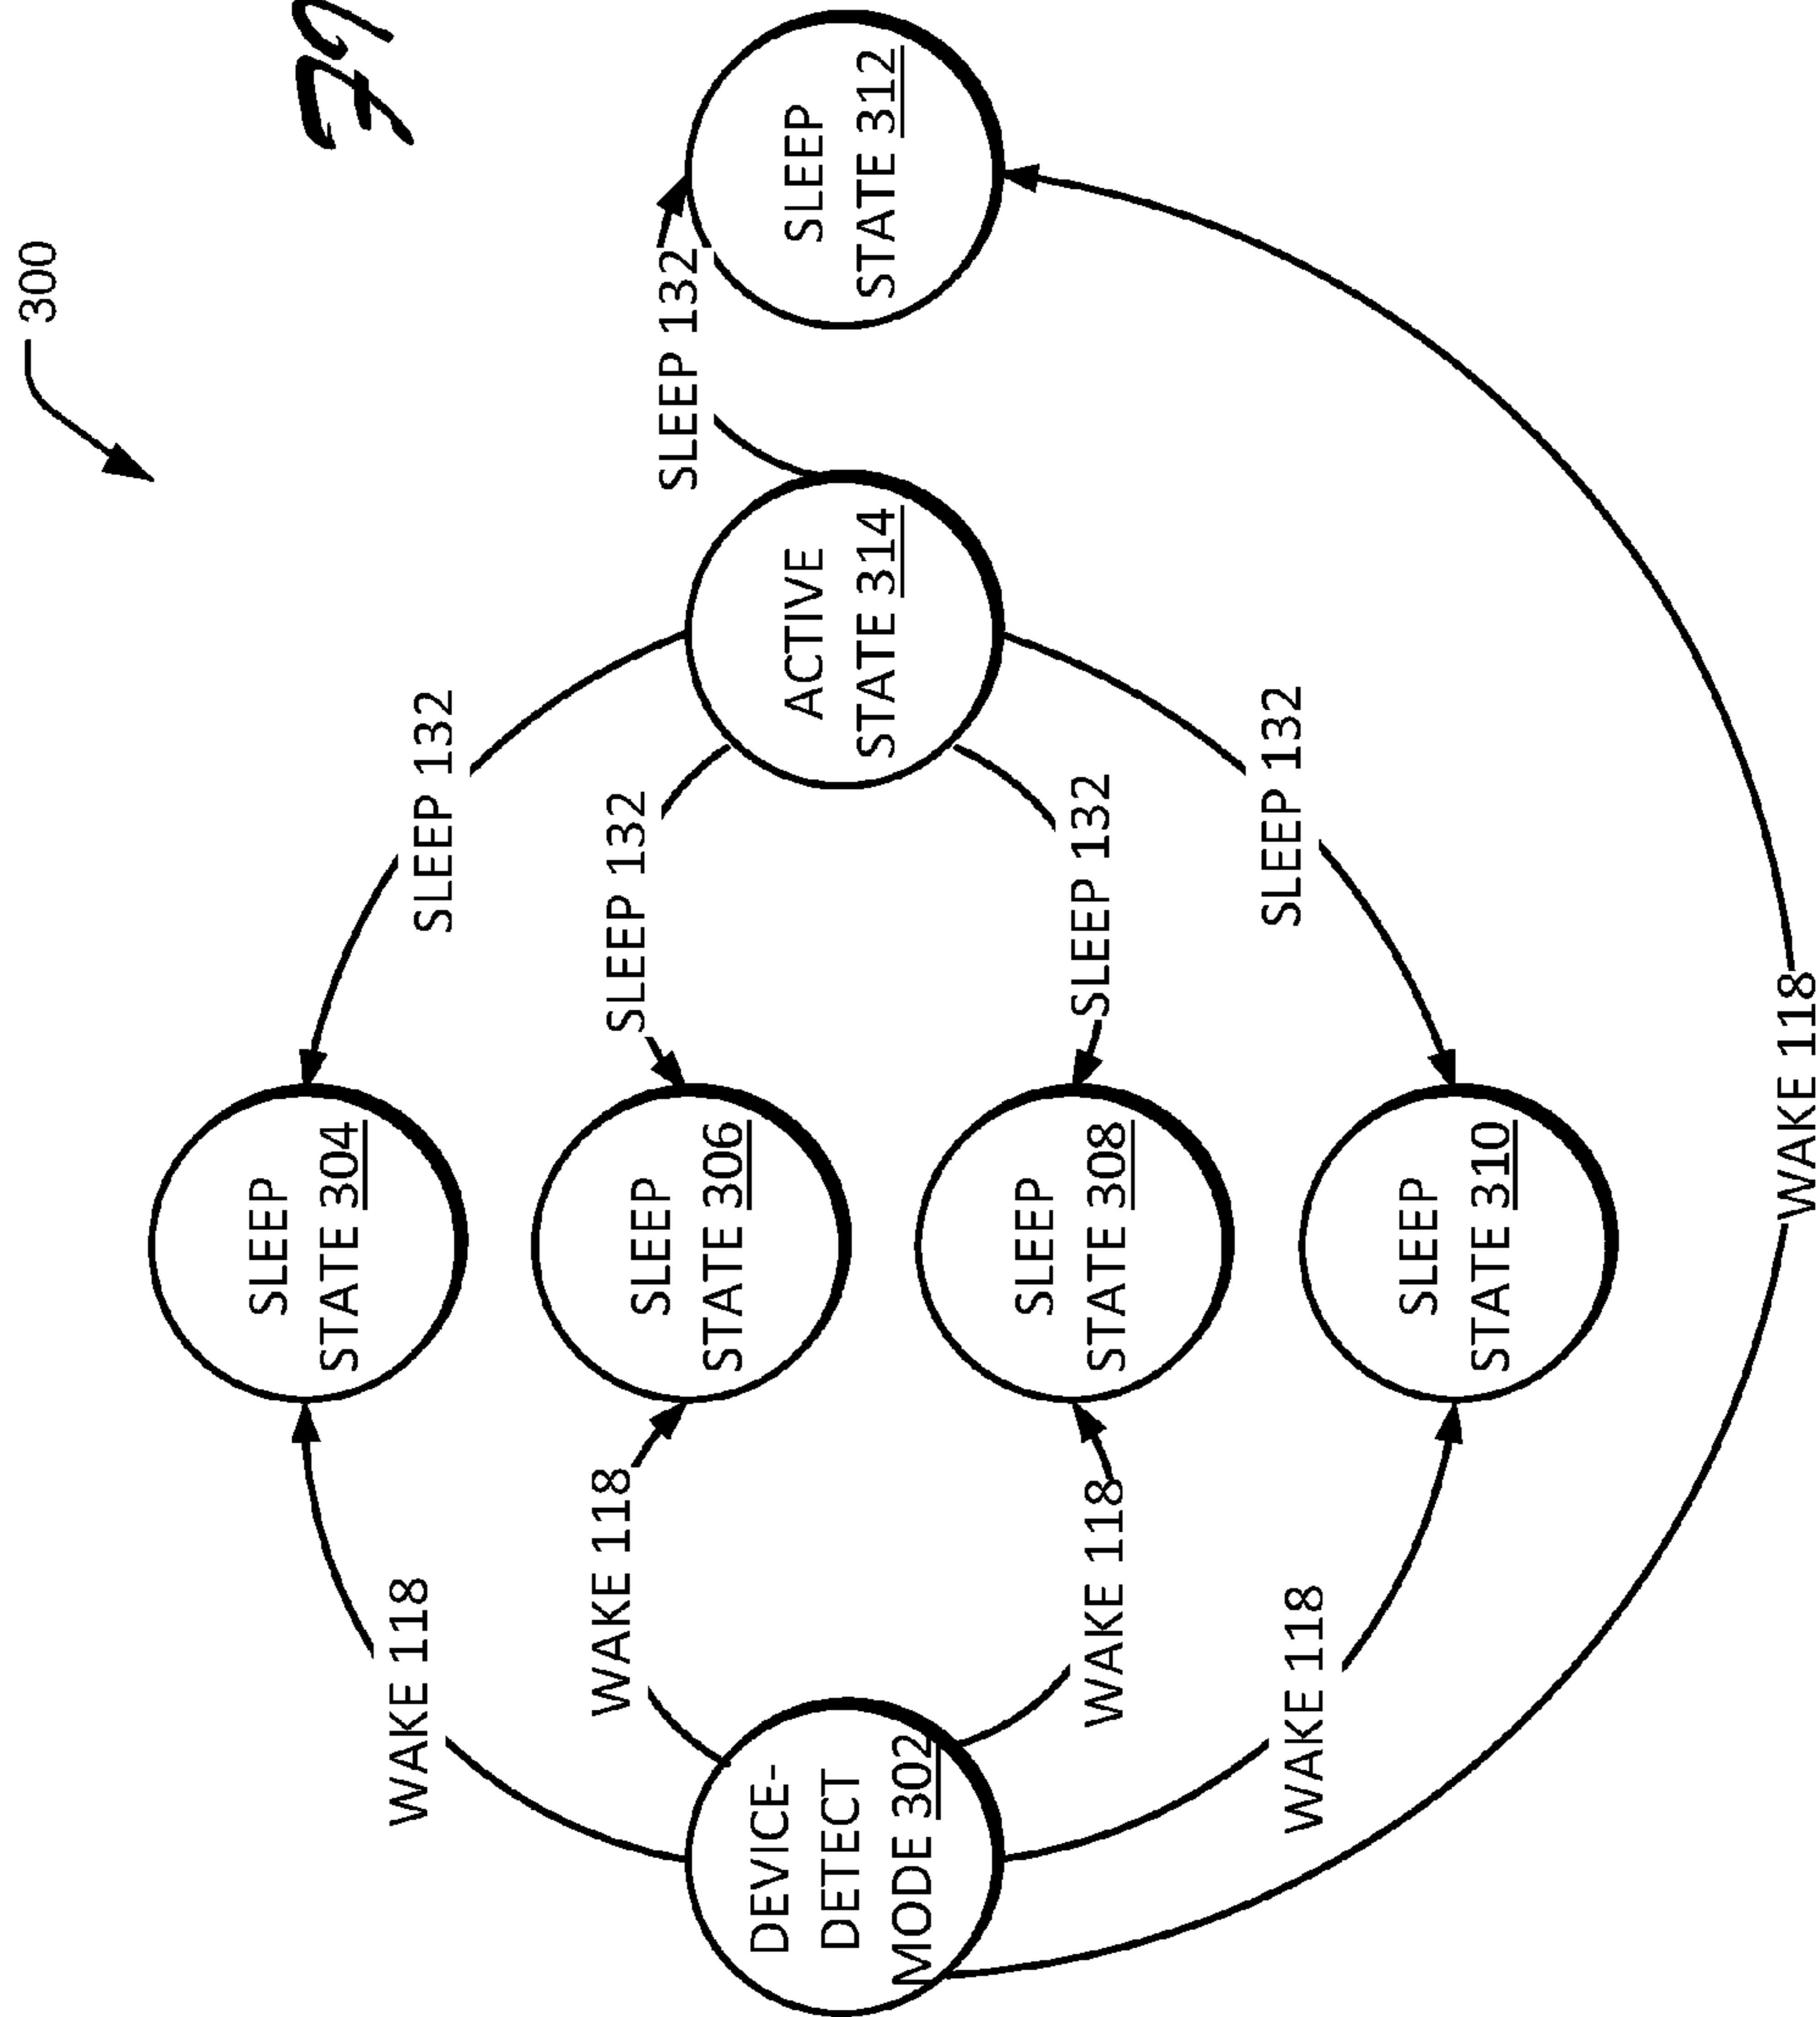 300
SLEEP
STATE 304
WAKE 118
SLEEP 132
WAKE 118
SLEEP 132
SLEEP 132
SLEEP
STATE 306
DEVICE-
DETECT
MODE 302
ACTIVE
STATE 314
SLEEP
STATE 312
SLEEP
STATE 308
WAKE 118
SLEEP 132
WAKE 118
SLEEP 132
SLEEP
STATE 310
WAKE 118